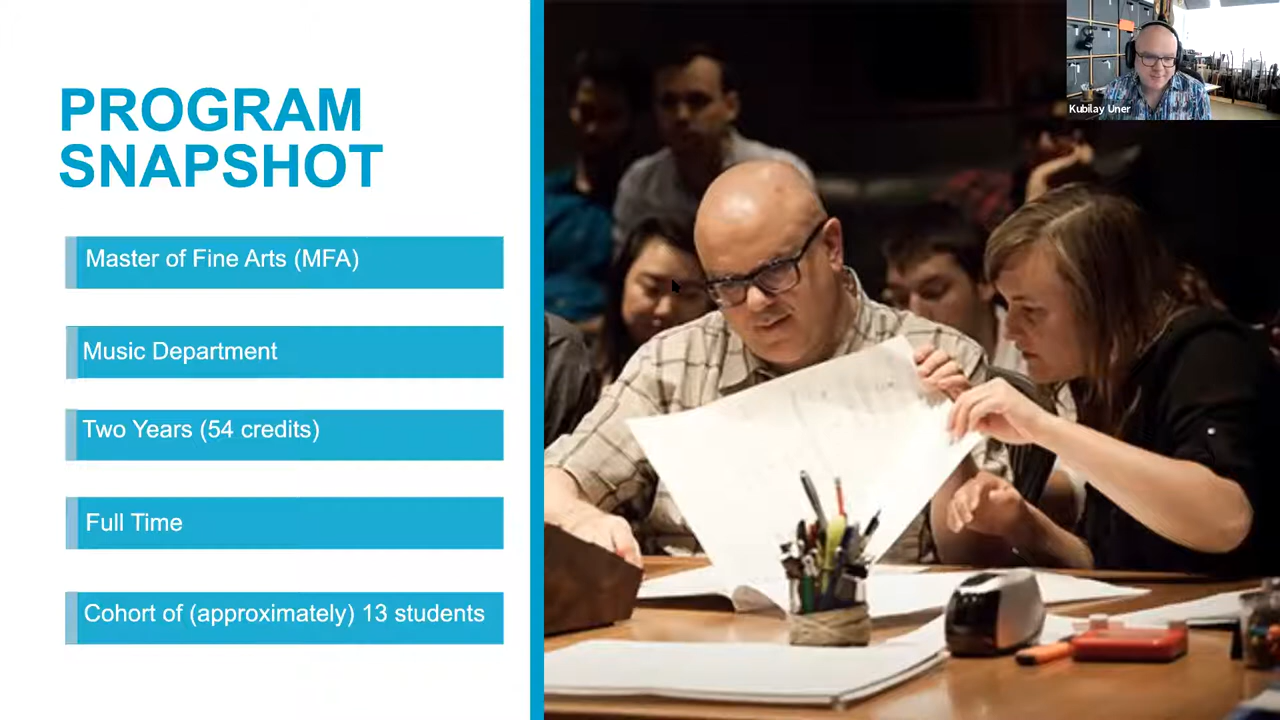 PROGRAM
SNAPSHOT
Master of Fine Arts (MFA)
Music Department
Two Years (54 credits)
Full Time
Cohort of (approximately) 13 students
Kubilay Uner